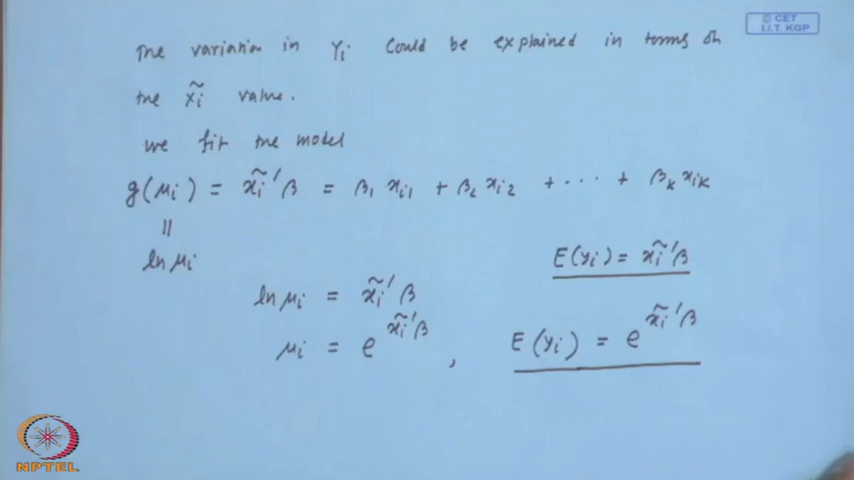 © CET
I.I.T. KGP
The variation in Yi could be explained in terms of
the x̃i value.
we fit the model
g(μi) = x̃i'β = β1 xi1 + β2 xi2 + ... + βk xik
||
ln μi
E(yi) = x̃i'β
ln μi = x̃i'β
μi = e^{x̃i'β} , E(yi) = e^{x̃i'β}
NPTEL